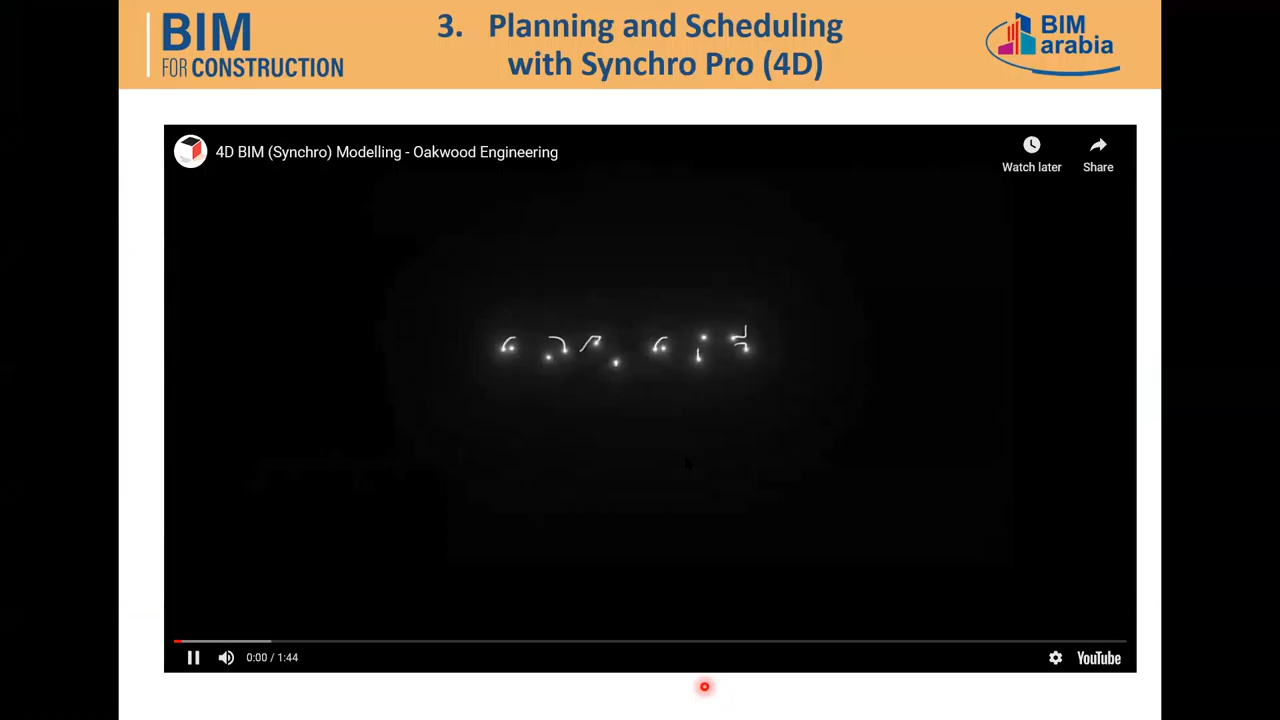 BIM
FOR CONSTRUCTION
3. Planning and Scheduling
with Synchro Pro (4D)
BIM
arabia
4D BIM (Synchro) Modelling - Oakwood Engineering
Watch later
Share
0:00 / 1:44
YouTube